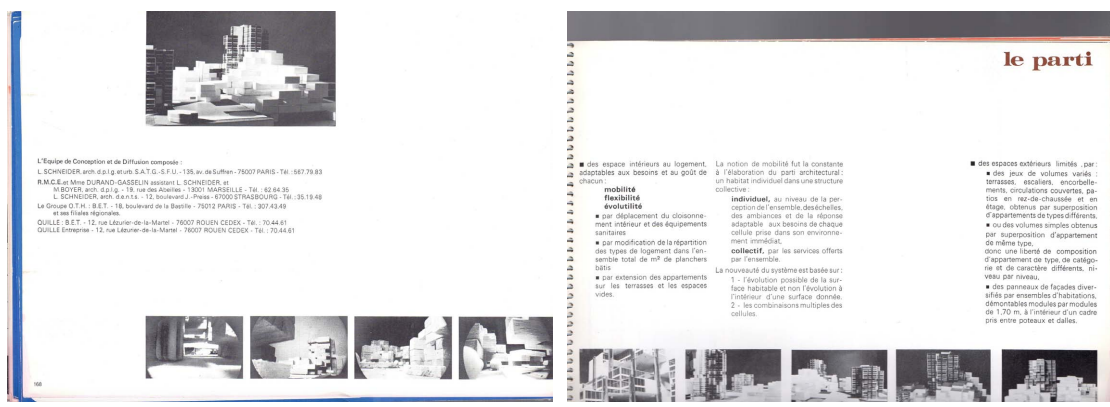 L'Equipe de Conception et de Diffusion composée :
L. SCHNEIDER, arch. d.p.l.g. et urb. S.A.T.G. - S.F.U. - 135, av. de Suffren - 75007 PARIS - Tél. : 567.79.83
R.M.C.E. et Mme DURAND-GASSELIN assistant L. SCHNEIDER, et
M. BOYER, arch. d.p.l.g. - 19, rue des Abeilles - 13001 MARSEILLE - Tél. : 62.64.35
L. SCHNEIDER, arch. d.e.n.t.s. - 12, boulevard J.-Preiss - 67000 STRASBOURG - Tél. : 35.19.48
Le Groupe O.T.H. : B.E.T. - 18, boulevard de la Bastille - 75012 PARIS - Tél. : 307.43.49
et ses filiales régionales.
QUILLE : B.E.T. - 12, rue Lézurier-de-la-Martel - 76007 ROUEN CEDEX - Tél. : 70.44.61
QUILLE Entreprise - 12, rue Lézurier-de-la-Martel - 76007 ROUEN CEDEX - Tél. : 70.44.61
168
le parti
■ des espace intérieurs au logement,
adaptables aux besoins et au goût de
chacun :
mobilité
flexibilité
évolutilité
■ par déplacement du cloisonne-
ment intérieur et des équipements
sanitaires
■ par modification de la répartition
des types de logement dans l'en-
semble total de m² de planchers
bâtis
■ par extension des appartements
sur les terrasses et les espaces
vides.
La notion de mobilité fut la constante
à l'élaboration du parti architectural :
un habitat individuel dans une structure
collective :
individuel, au niveau de la per-
ception de l'ensemble, des échelles,
des ambiances et de la réponse
adaptable aux besoins de chaque
cellule prise dans son environne-
ment immédiat,
collectif, par les services offerts
par l'ensemble.
La nouveauté du système est basée sur :
1 - l'évolution possible de la sur-
face habitable et non l'évolution à
l'intérieur d'une surface donnée,
2 - les combinaisons multiples des
cellules.
■ des espaces extérieurs limités, par :
■ des jeux de volumes variés :
terrasses, escaliers, encorbelle-
ments, circulations couvertes, pa-
tios en rez-de-chaussée et en
étage, obtenus par superposition
d'appartements de types différents,
■ ou des volumes simples obtenus
par superposition d'appartement
de même type,
donc une liberté de composition
d'appartement de type, de catégo-
rie et de caractère différents, ni-
veau par niveau,
■ des panneaux de façades diver-
sifiés par ensembles d'habitations,
démontables modules par modules
de 1,70 m, à l'intérieur d'un cadre
pris entre poteaux et dalles.